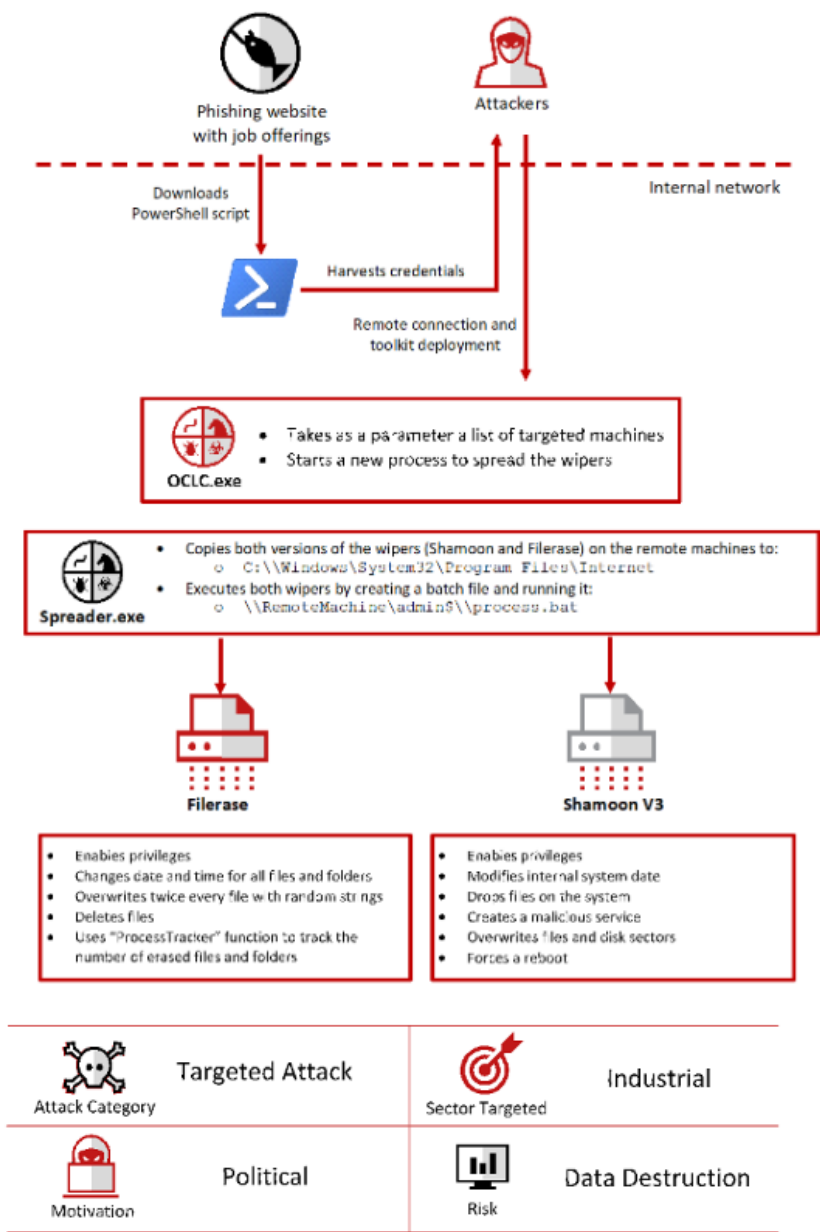 Phishing website
with job offerings
Attackers
Internal network
Downloads
PowerShell script
Harvests credentials
Remote connection and
toolkit deployment
OCLC.exe
• Takes as a parameter a list of targeted machines
• Starts a new process to spread the wipers
Spreader.exe
• Copies both versions of the wipers (Shamoon and Filerase) on the remote machines to:
o C:\\Windows\System32\Program Files\Internet
• Executes both wipers by creating a batch file and running it:
o \\RemoteMachine\admin$\\process.bat
Filerase
• Enables privileges
• Changes date and time for all files and folders
• Overwrites twice every file with random strings
• Deletes files
• Uses "ProcessTracker" function to track the
number of erased files and folders
Shamoon V3
• Enables privileges
• Modifies internal system date
• Drops files on the system
• Creates a malicious service
• Overwrites files and disk sectors
• Forces a reboot
Attack Category
Targeted Attack
Sector Targeted
Industrial
Motivation
Political
Risk
Data Destruction